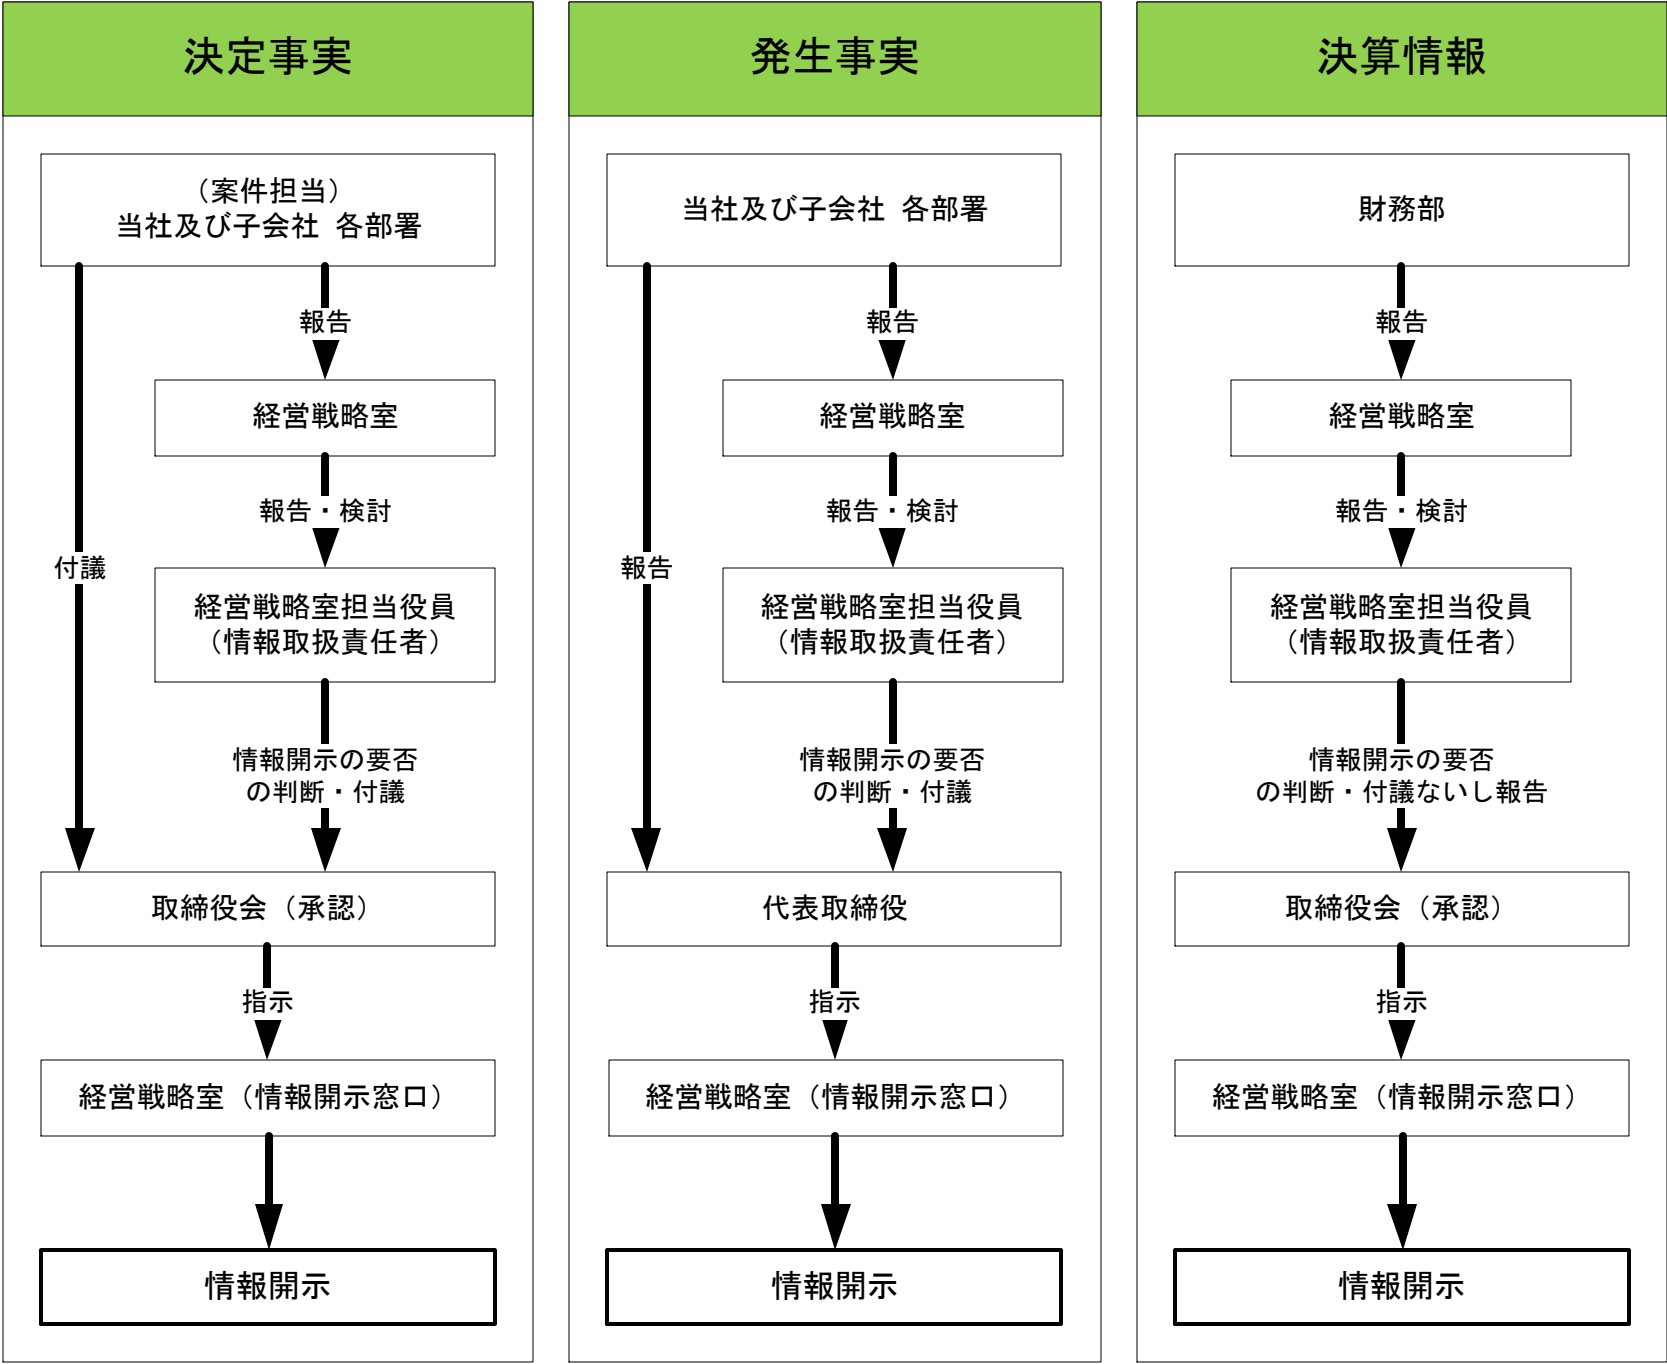 決定事実
（案件担当）
当社及び子会社 各部署
報告
経営戦略室
報告・検討
付議
経営戦略室担当役員
（情報取扱責任者）
情報開示の要否
の判断・付議
取締役会（承認）
指示
経営戦略室（情報開示窓口）
情報開示
発生事実
当社及び子会社 各部署
報告
経営戦略室
報告・検討
報告
経営戦略室担当役員
（情報取扱責任者）
情報開示の要否
の判断・付議
代表取締役
指示
経営戦略室（情報開示窓口）
情報開示
決算情報
財務部
報告
経営戦略室
報告・検討
経営戦略室担当役員
（情報取扱責任者）
情報開示の要否
の判断・付議ないし報告
取締役会（承認）
指示
経営戦略室（情報開示窓口）
情報開示